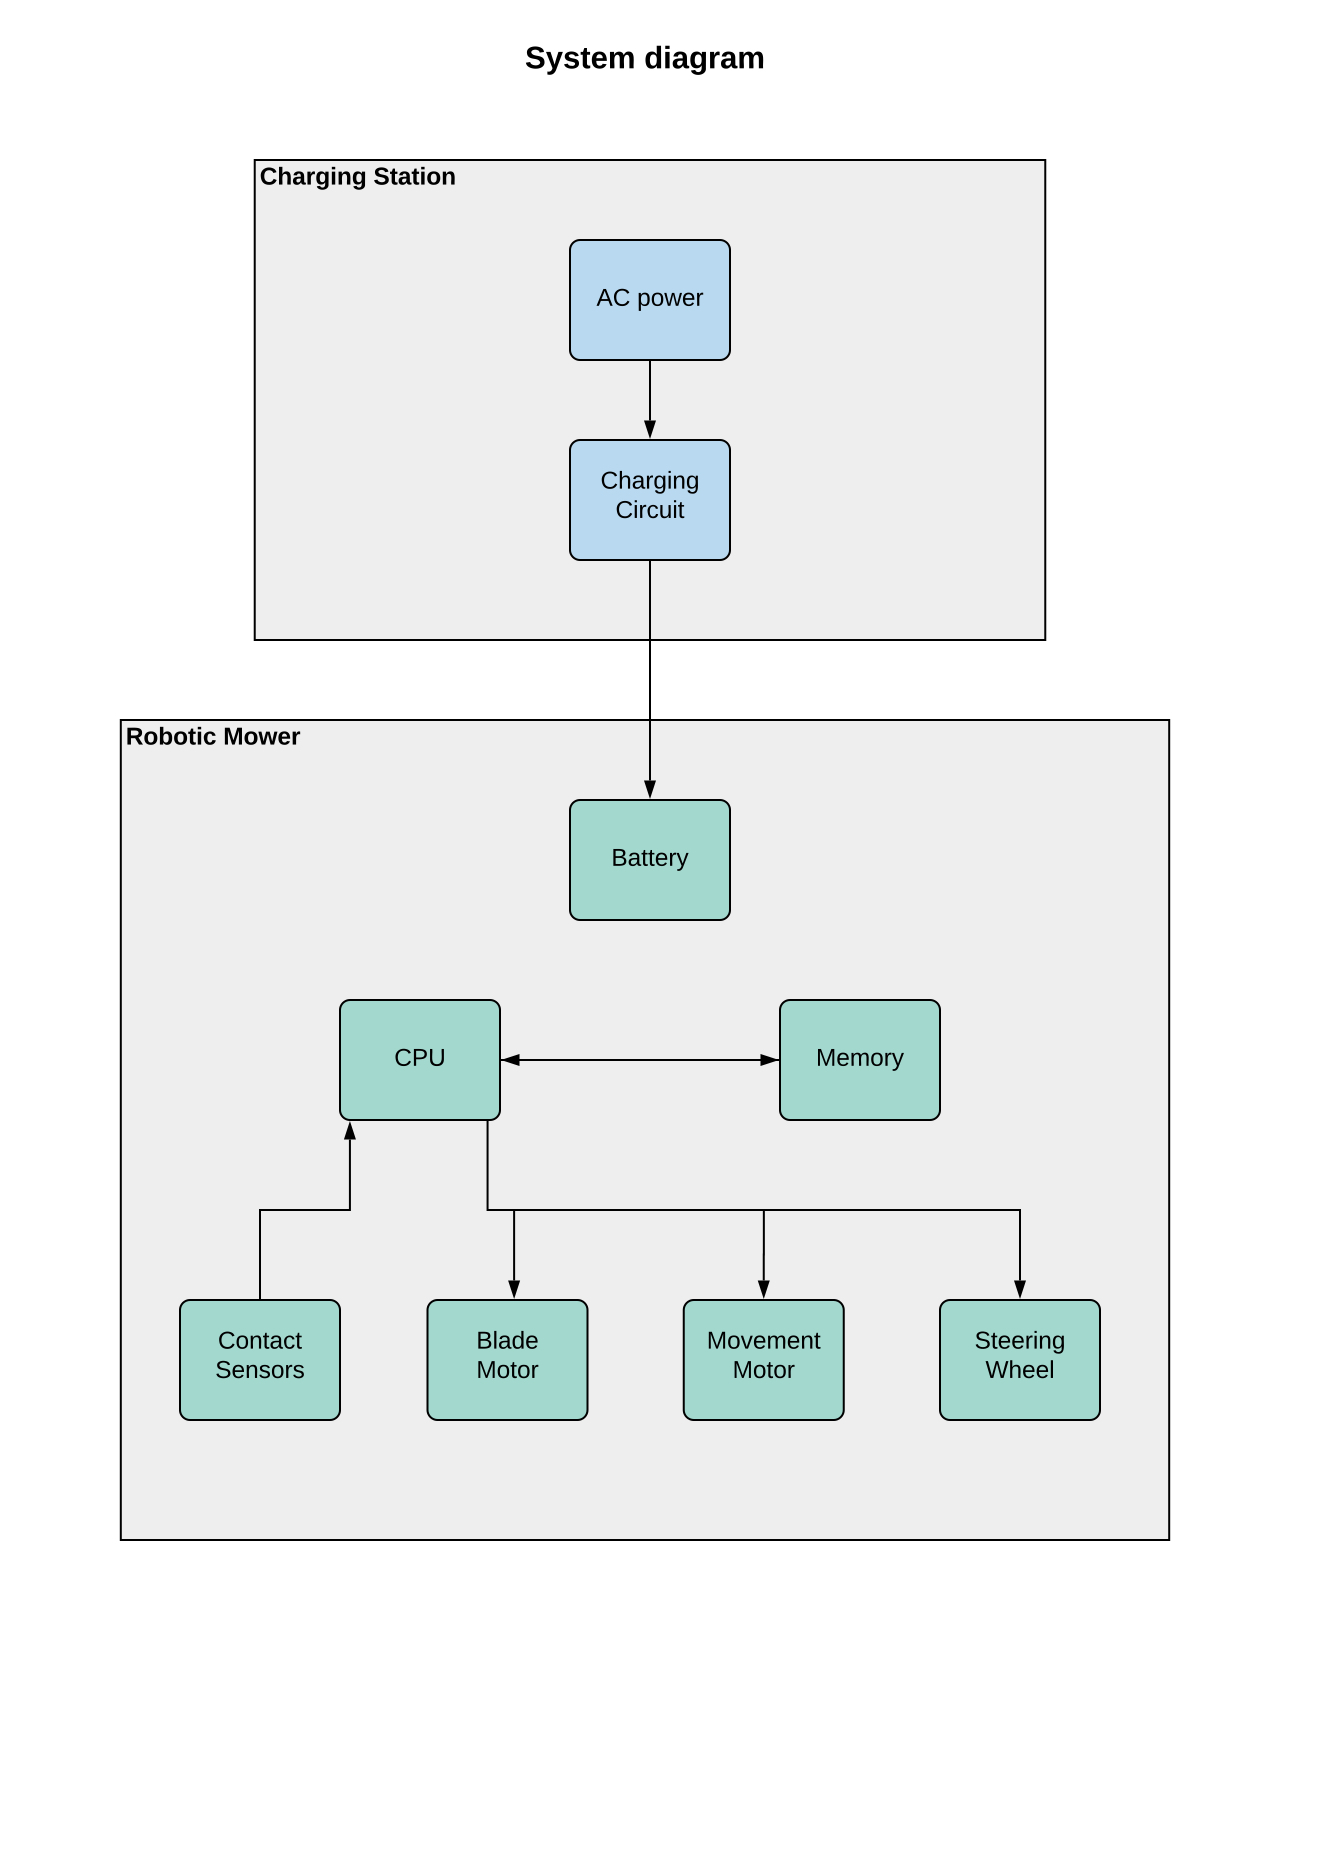 System diagram
Charging Station
AC power
Charging
Circuit
Robotic Mower
Battery
CPU
Memory
Contact
Sensors
Blade
Motor
Movement
Motor
Steering
Wheel